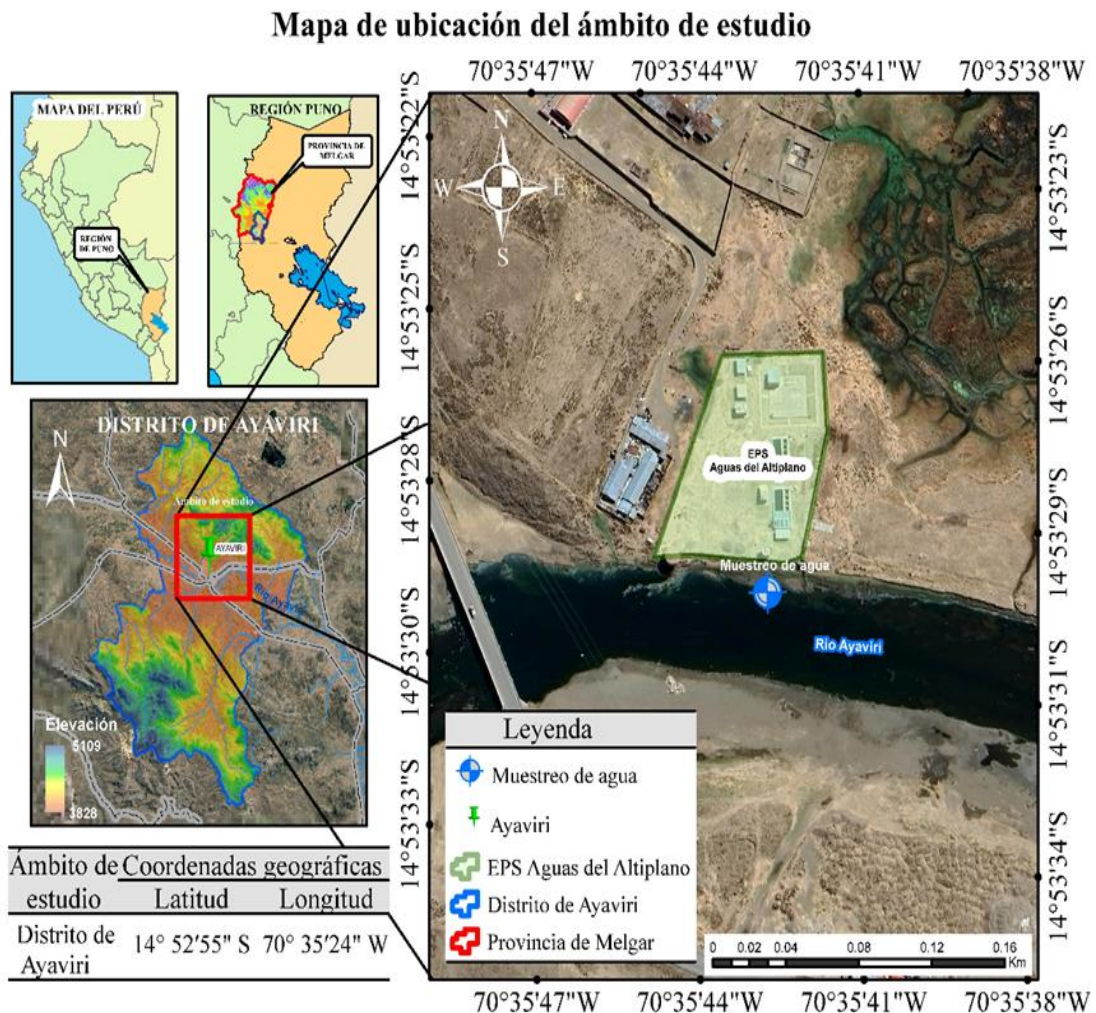 Mapa de ubicación del ámbito de estudio
70°35'47"W 70°35'44"W 70°35'41"W 70°35'38"W
MAPA DEL PERÚ
REGIÓN
DE PUNO
REGIÓN PUNO
PROVINCIA DE
MELGAR
14°53'22"S
14°53'25"S
14°53'28"S
14°53'30"S
14°53'33"S
N
W E
S
14°53'23"S
14°53'26"S
14°53'29"S
14°53'31"S
14°53'34"S
EPS
Aguas del Altiplano
Muestreo de agua
Río Ayaviri
DISTRITO DE AYAVIRI
N
Ámbito de estudio
AYAVIRI
Río Ayaviri
Elevación
5109
3828
Leyenda
Muestreo de agua
Ayaviri
EPS Aguas del Altiplano
Distrito de Ayaviri
Provincia de Melgar
0 0.02 0.04 0.08 0.12 0.16
Km
Ámbito de Coordenadas geográficas
estudio Latitud Longitud
Distrito de
Ayaviri 14° 52'55" S 70° 35'24" W
70°35'47"W 70°35'44"W 70°35'41"W 70°35'38"W